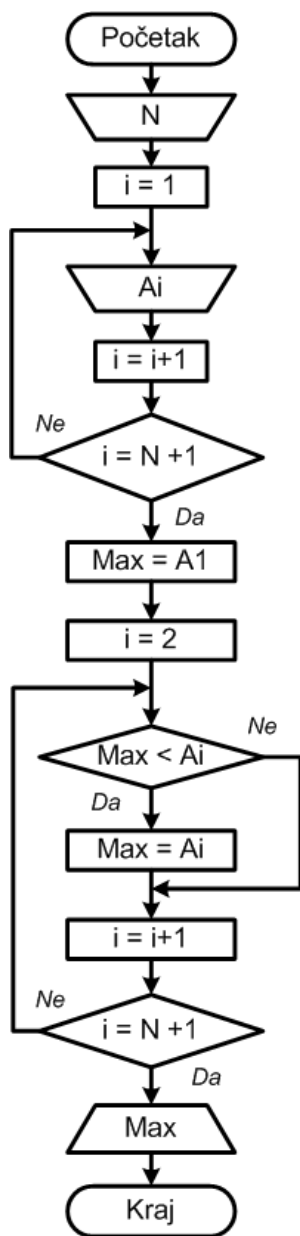 Početak
N
i = 1
Ai
i = i+1
Ne
i = N +1
Da
Max = A1
i = 2
Ne
Max < Ai
Da
Max = Ai
i = i+1
Ne
i = N +1
Da
Max
Kraj